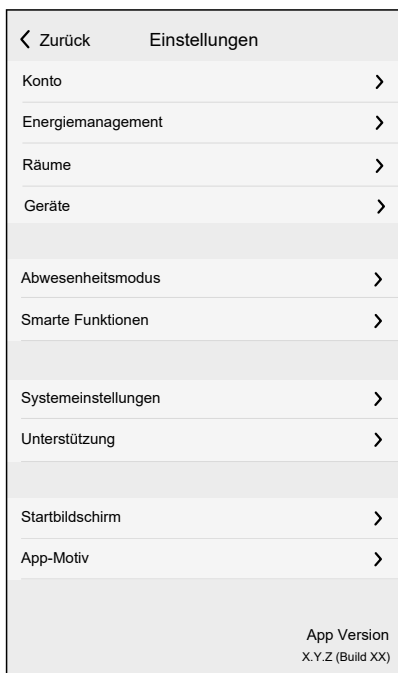 Zurück Einstellungen
Konto
Energiemanagement
Räume
Geräte
Abwesenheitsmodus
Smarte Funktionen
Systemeinstellungen
Unterstützung
Startbildschirm
App-Motiv
App Version
X.Y.Z (Build XX)